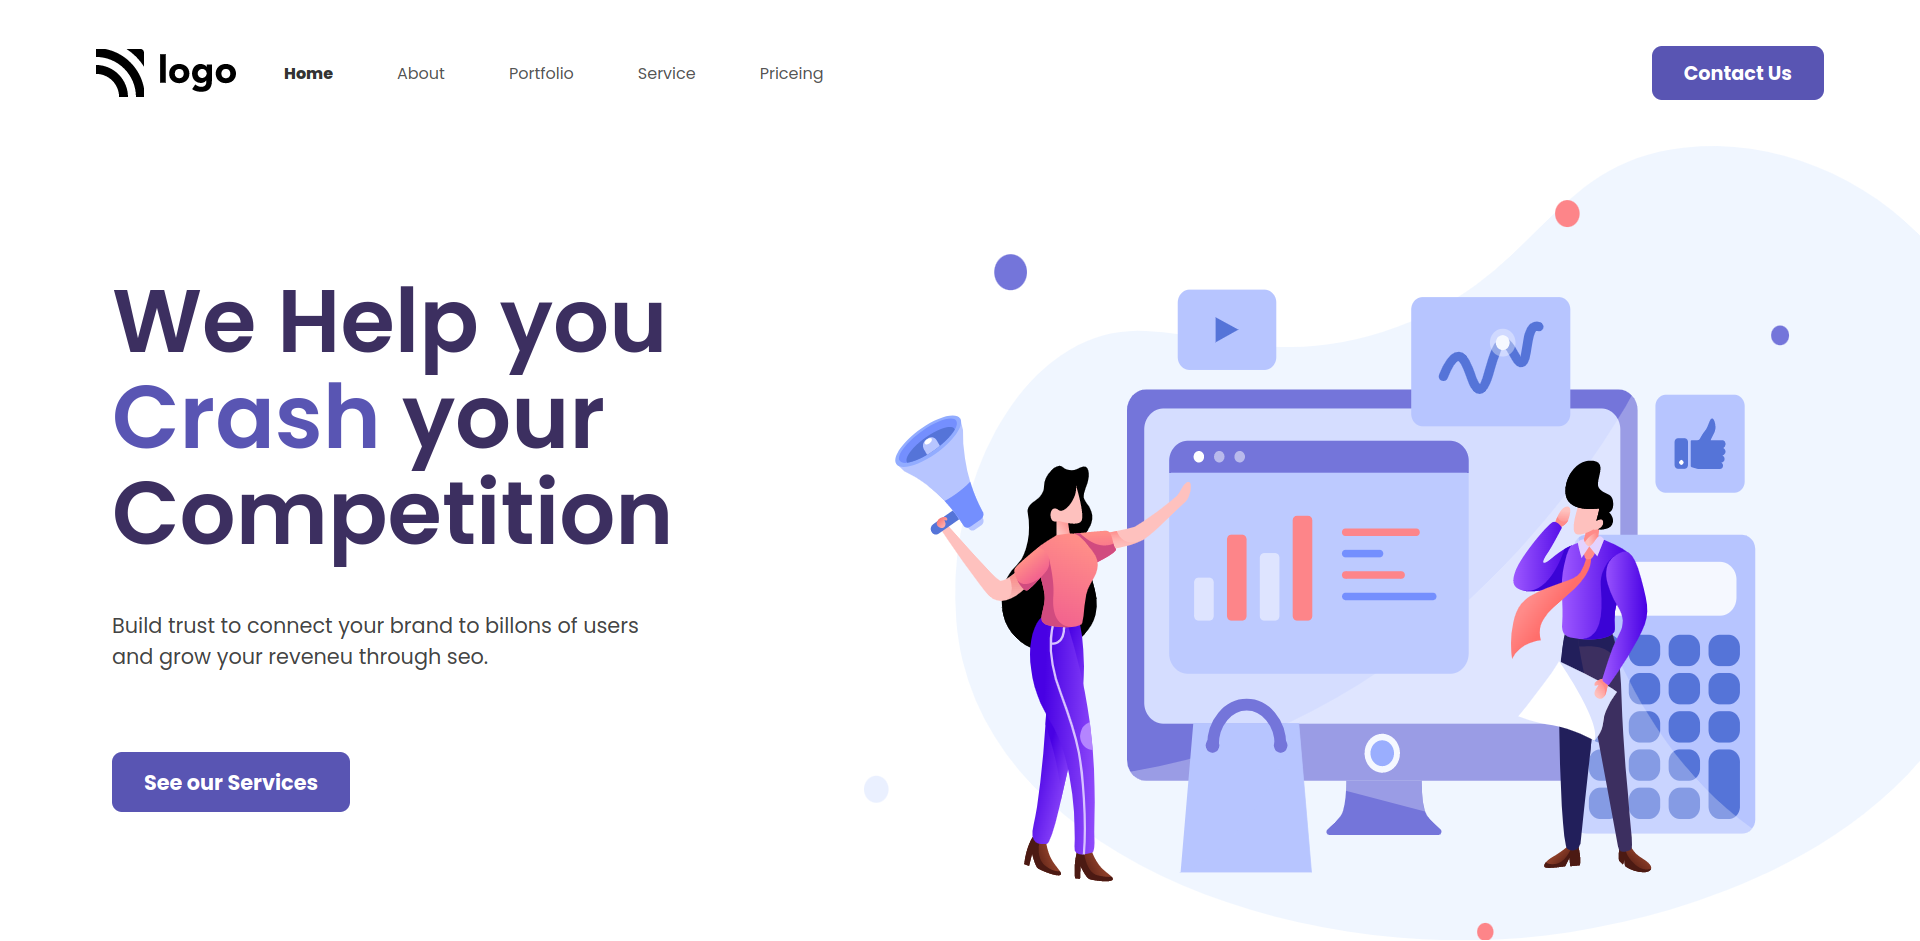 logo
Home
About
Portfolio
Service
Priceing
Contact Us
We Help you
Crash your
Competition
Build trust to connect your brand to billons of users
and grow your reveneu through seo.
See our Services